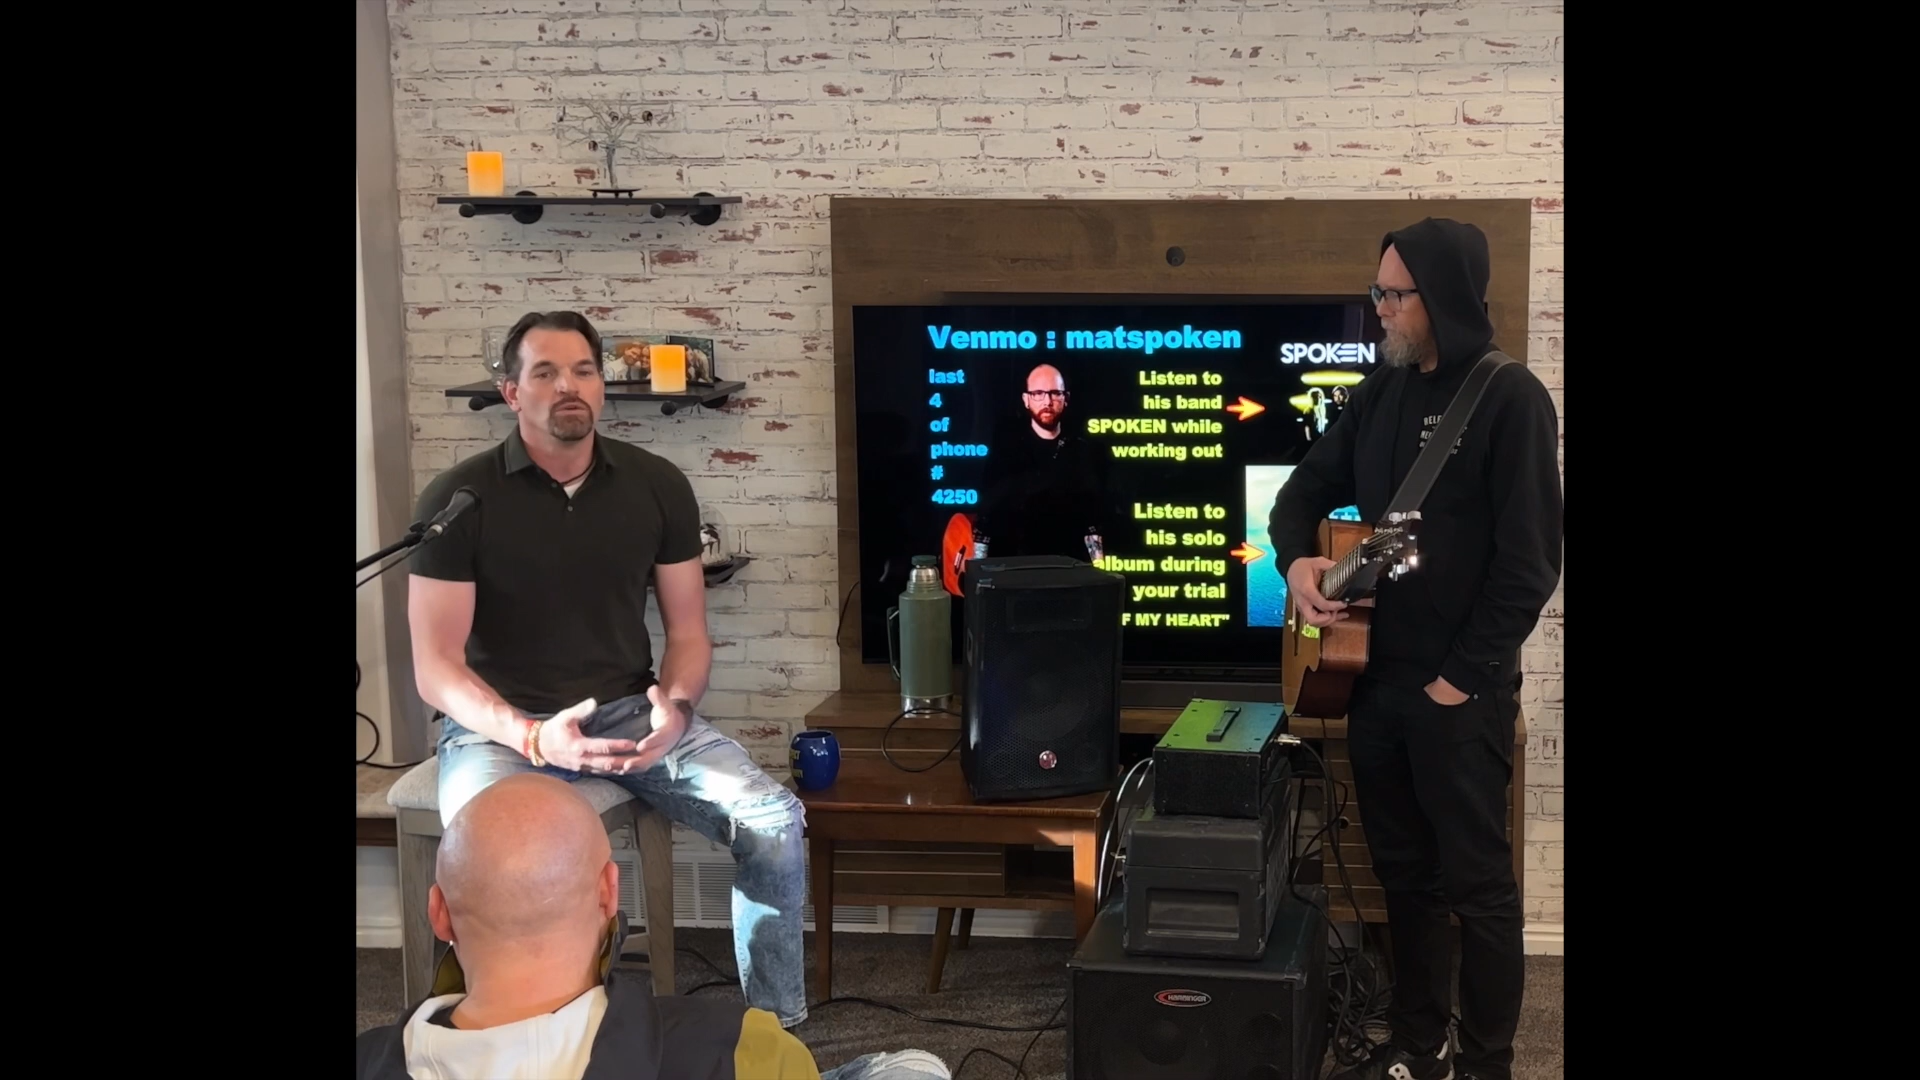 Venmo : matspoken
last
4
of
phone
#
4250
Listen to
his band
SPOKEN while
working out
SPOKEN
Listen to
his solo
album during
your trial
F MY HEART"
HARBINGER